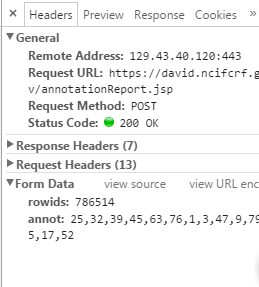 Headers Preview Response Cookies
General
Remote Address: 129.43.40.120:443
Request URL: https://david.ncifcrf.g
v/annotationReport.jsp
Request Method: POST
Status Code: 200 OK
Response Headers (7)
Request Headers (13)
Form Data view source view URL enc
rowids: 786514
annot: 25,32,39,45,63,76,1,3,47,9,79
5,17,52